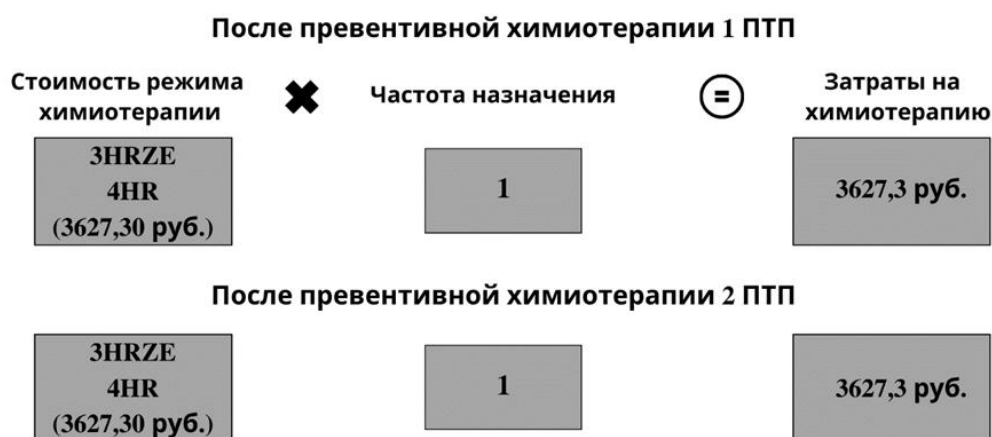 После превентивной химиотерапии 1 ПТП
Стоимость режима
химиотерапии
✖
Частота назначения
=
Затраты на
химиотерапию
3HRZE
4HR
(3627,30 руб.)
1
3627,3 руб.
После превентивной химиотерапии 2 ПТП
3HRZE
4HR
(3627,30 руб.)
1
3627,3 руб.